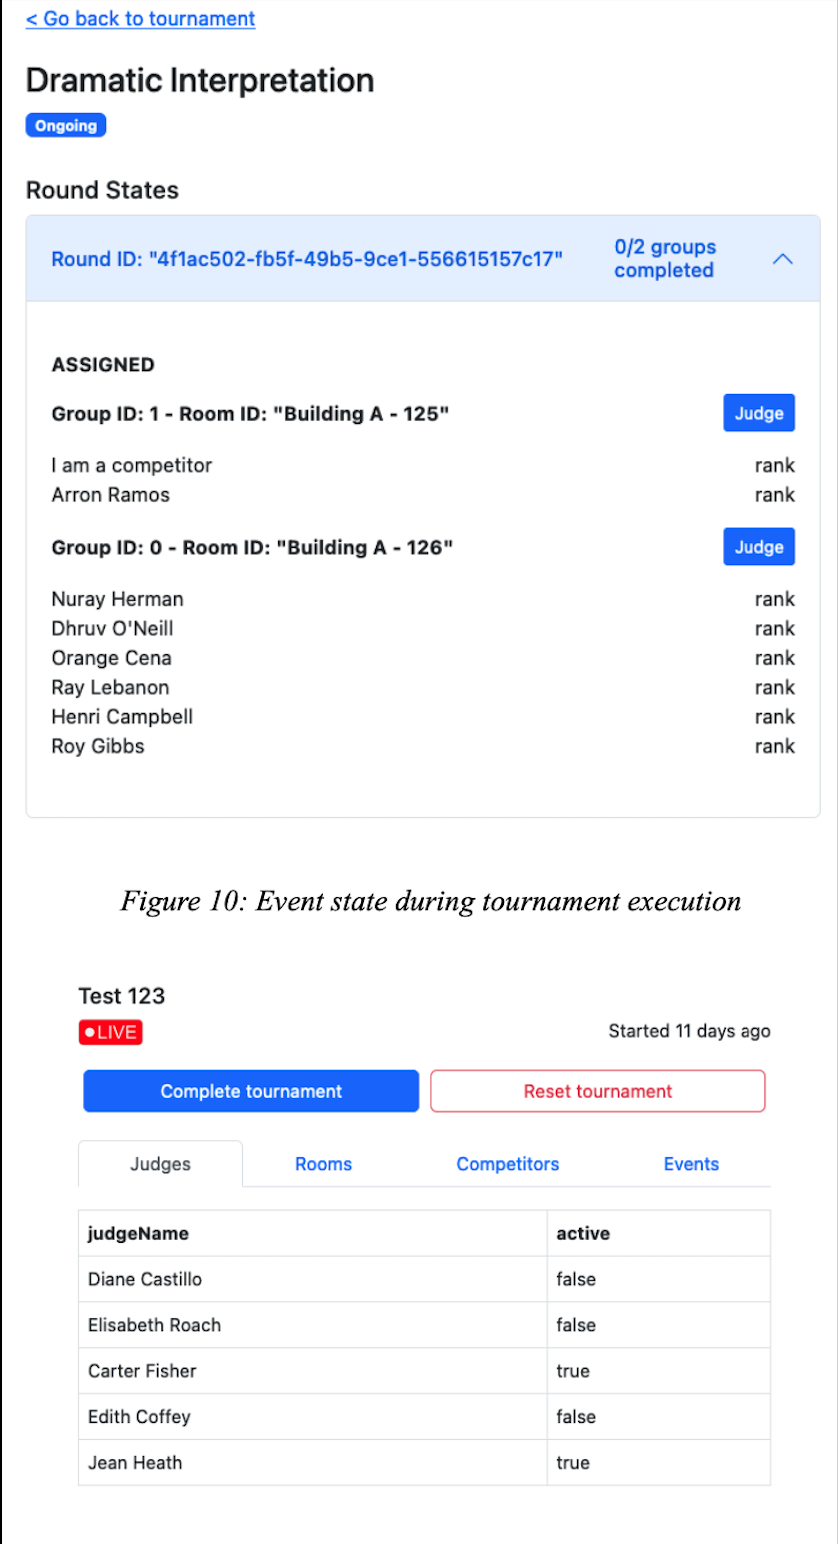 < Go back to tournament
Dramatic Interpretation
Ongoing
Round States
Round ID: "4f1ac502-fb5f-49b5-9ce1-556615157c17" 0/2 groups completed
ASSIGNED
Group ID: 1 - Room ID: "Building A - 125" Judge
I am a competitor rank
Arron Ramos rank
Group ID: 0 - Room ID: "Building A - 126" Judge
Nuray Herman rank
Dhruv O'Neill rank
Orange Cena rank
Ray Lebanon rank
Henri Campbell rank
Roy Gibbs rank
Figure 10: Event state during tournament execution
Test 123
LIVE Started 11 days ago
Complete tournament Reset tournament
Judges Rooms Competitors Events
judgeName active
Diane Castillo false
Elisabeth Roach false
Carter Fisher true
Edith Coffey false
Jean Heath true